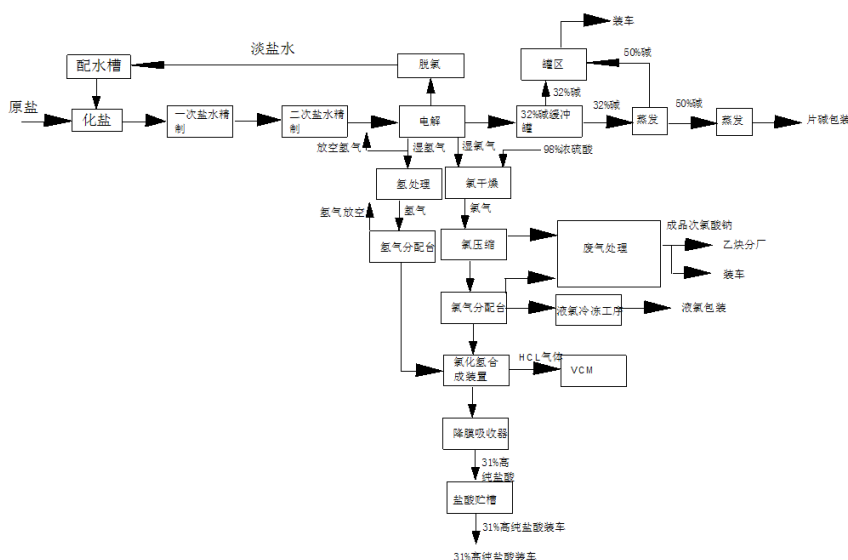 装车
淡盐水
50%碱
配水槽
脱氯
罐区
32%碱
原盐
化盐
一次盐水精
制
二次盐水精
制
电解
32%碱缓冲
罐
32%碱
蒸发
50%碱
蒸发
片碱包装
放空氢气
湿氢气
湿氯气
98%浓硫酸
氢处理
氯干燥
氢气放空
氢气
氯气
成品次氯酸钠
氢气分配台
氯压缩
废气处理
乙炔分厂
装车
氯气分配台
液氯冷冻工序
液氯包装
氯化氢合
成装置
HCL气体
VCM
降膜吸收器
31%高
纯盐酸
盐酸贮槽
31%高纯盐酸装车
31%高纯盐酸装车